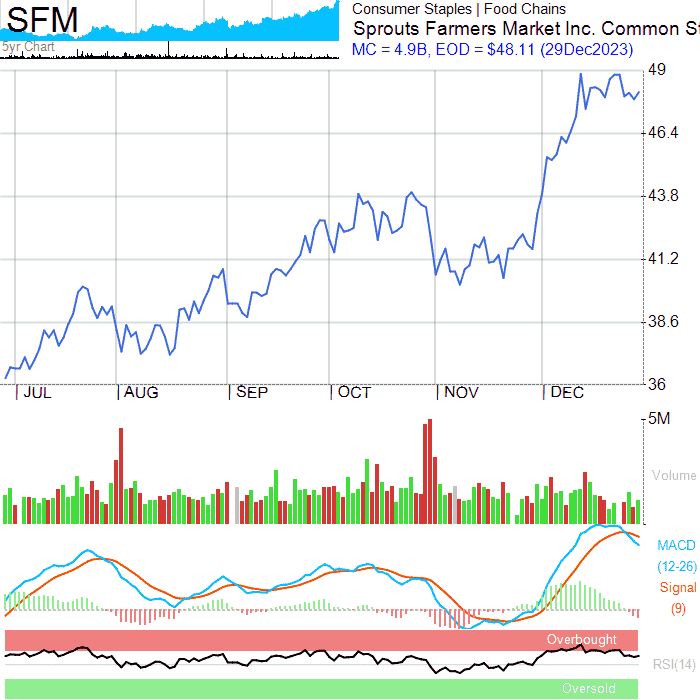 SFM
5yr Chart
Consumer Staples | Food Chains
Sprouts Farmers Market Inc. Common St
MC = 4.9B, EOD = $48.11 (29Dec2023)
49
46.4
43.8
41.2
38.6
36
JUL AUG SEP OCT NOV DEC
5M
Volume
MACD
(12-26)
Signal
(9)
Overbought
RSI(14)
Oversold